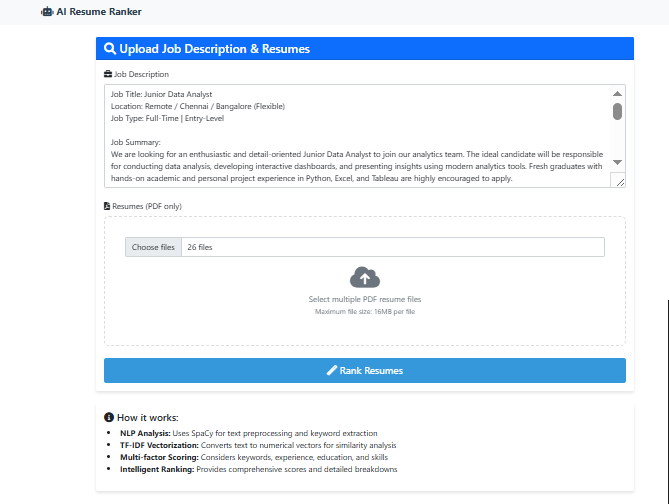 AI Resume Ranker
Upload Job Description & Resumes
Job Description
Job Title: Junior Data Analyst
Location: Remote / Chennai / Bangalore (Flexible)
Job Type: Full-Time | Entry-Level
Job Summary:
We are looking for an enthusiastic and detail-oriented Junior Data Analyst to join our analytics team. The ideal candidate will be responsible
for conducting data analysis, developing interactive dashboards, and presenting insights using modern analytics tools. Fresh graduates with
hands-on academic and personal project experience in Python, Excel, and Tableau are highly encouraged to apply.
Resumes (PDF only)
Choose files 26 files
Select multiple PDF resume files
Maximum file size: 16MB per file
Rank Resumes
How it works:
• NLP Analysis: Uses SpaCy for text preprocessing and keyword extraction
• TF-IDF Vectorization: Converts text to numerical vectors for similarity analysis
• Multi-factor Scoring: Considers keywords, experience, education, and skills
• Intelligent Ranking: Provides comprehensive scores and detailed breakdowns